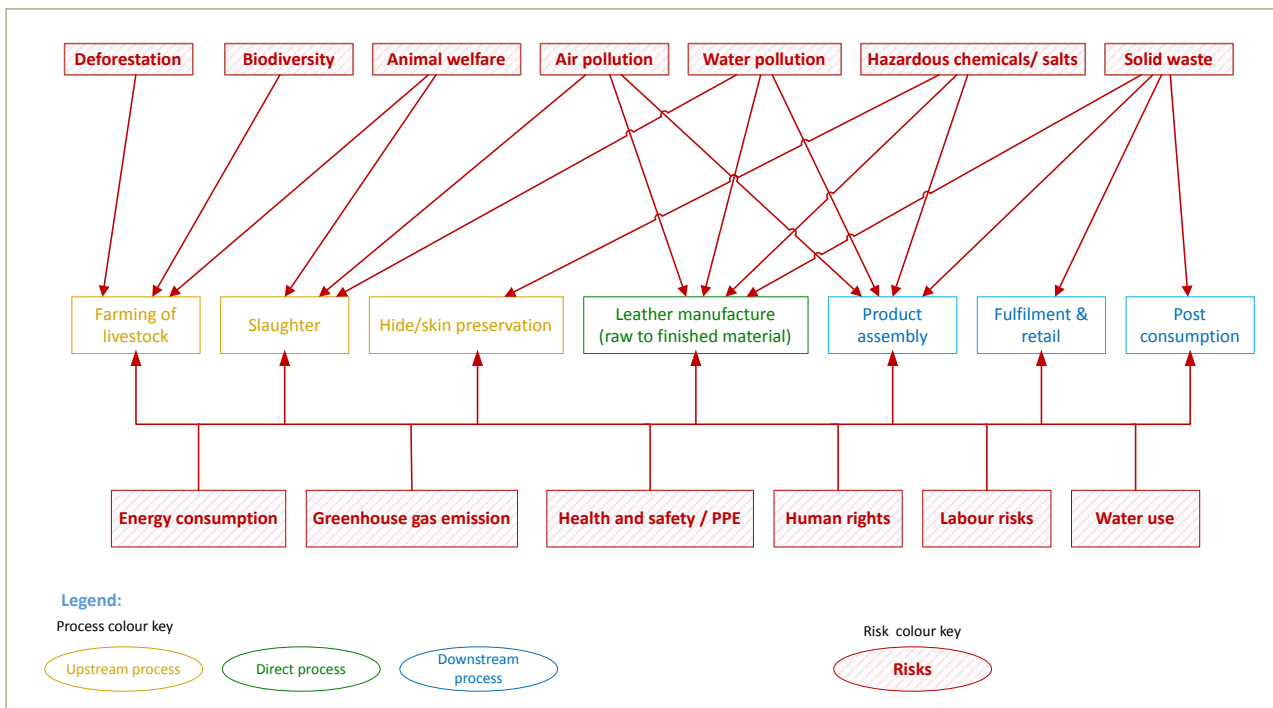 Deforestation
Biodiversity
Animal welfare
Air pollution
Water pollution
Hazardous chemicals/ salts
Solid waste
Farming of
livestock
Slaughter
Hide/skin preservation
Leather manufacture
(raw to finished material)
Product
assembly
Fulfilment &
retail
Post
consumption
Energy consumption
Greenhouse gas emission
Health and safety / PPE
Human rights
Labour risks
Water use
Legend:
Process colour key
Risk colour key
Upstream process
Direct process
Downstream
process
Risks